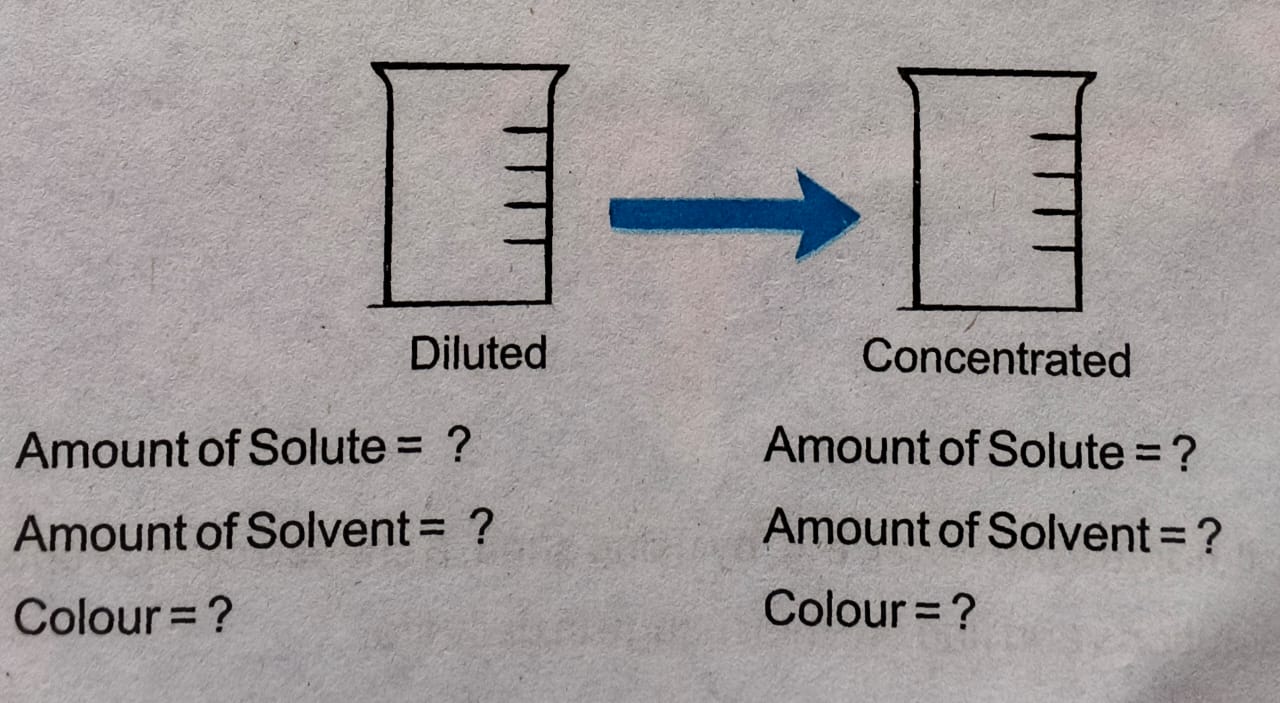 Diluted
Concentrated
Amount of Solute = ?
Amount of Solute = ?
Amount of Solvent = ?
Amount of Solvent = ?
Colour = ?
Colour = ?